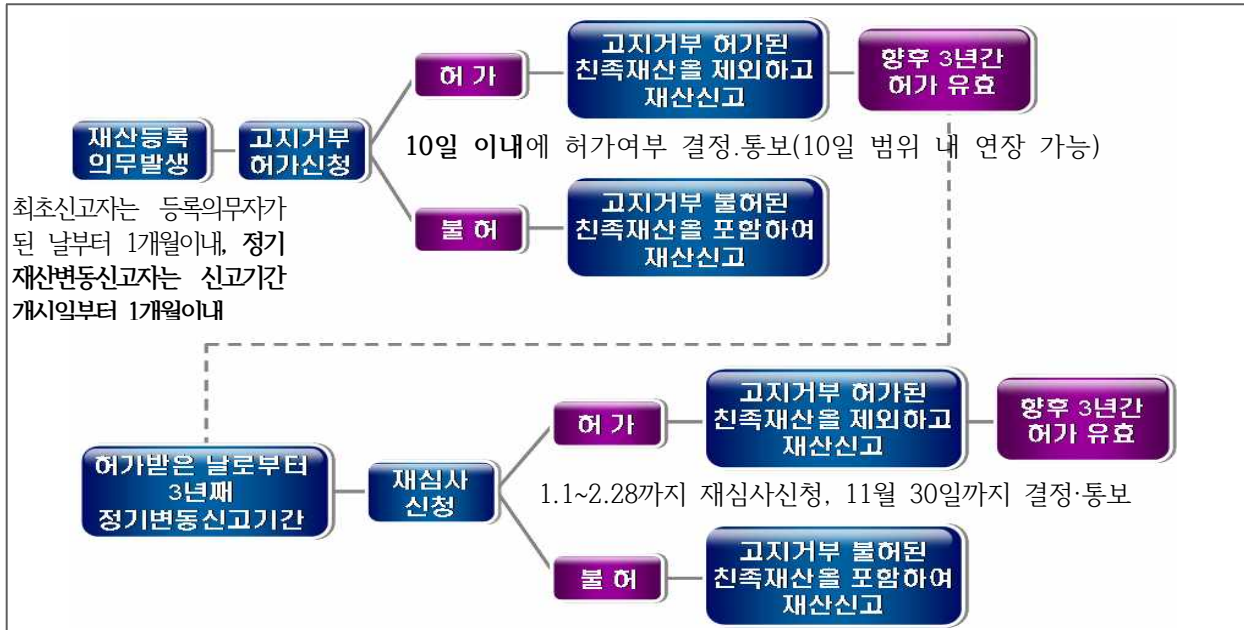 고지거부 허가된
친족재산을 제외하고
재산신고
향후 3년간
허가 유효
허 가
재산등록
의무발생
고지거부
허가신청
10일 이내에 허가여부 결정.통보(10일 범위 내 연장 가능)
최초신고자는 등록의무자가
된 날부터 1개월이내, 정기
재산변동신고자는 신고기간
개시일부터 1개월이내
불 허
고지거부 불허된
친족재산을 포함하여
재산신고
고지거부 허가된
친족재산을 제외하고
재산신고
향후 3년간
허가 유효
허 가
허가받은 날로부터
3년째
정기변동신고기간
재심사
신청
1.1~2.28까지 재심사신청, 11월 30일까지 결정·통보
불 허
고지거부 불허된
친족재산을 포함하여
재산신고